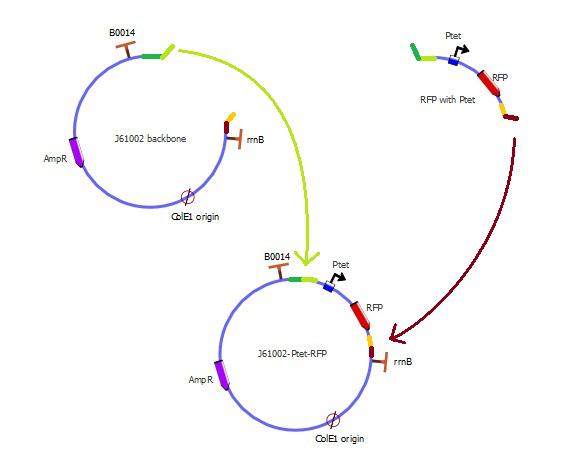 B0014
J61002 backbone
rrnB
AmpR
ColE1 origin
Ptet
RFP
RFP with Ptet
B0014
Ptet
RFP
J61002-Ptet-RFP
rrnB
AmpR
ColE1 origin